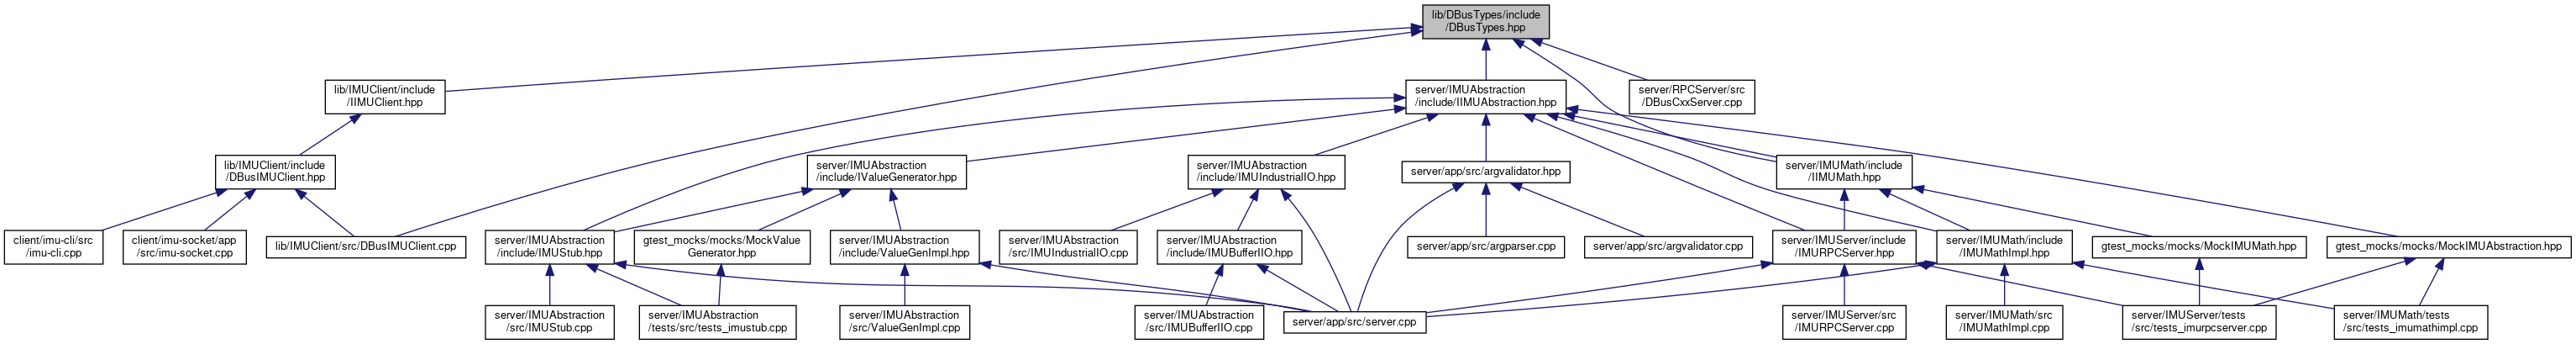 lib/DBusTypes/include
/DBusTypes.hpp
lib/IMUClient/include
/IIMUClient.hpp
server/IMUAbstraction
/include/IIMUAbstraction.hpp
server/RPCServer/src
/DBusCxxServer.cpp
lib/IMUClient/include
/DBusIMUClient.hpp
server/IMUAbstraction
/include/IValueGenerator.hpp
server/IMUAbstraction
/include/IMUIndustrialIO.hpp
server/app/src/argvalidator.hpp
server/IMUMath/include
/IIMUMath.hpp
client/imu-cli/src
/imu-cli.cpp
client/imu-socket/app
/src/imu-socket.cpp
lib/IMUClient/src/DBusIMUClient.cpp
server/IMUAbstraction
/include/IMUStub.hpp
gtest_mocks/mocks/MockValue
Generator.hpp
server/IMUAbstraction
/include/ValueGenImpl.hpp
server/IMUAbstraction
/src/IMUIndustrialIO.cpp
server/IMUAbstraction
/include/IMUBufferIIO.hpp
server/app/src/argparser.cpp
server/app/src/argvalidator.cpp
server/IMUServer/include
/IMURPCServer.hpp
server/IMUMath/include
/IMUMathImpl.hpp
gtest_mocks/mocks/MockIMUMath.hpp
gtest_mocks/mocks/MockIMUAbstraction.hpp
server/IMUAbstraction
/src/IMUStub.cpp
server/IMUAbstraction
/tests/src/tests_imustub.cpp
server/IMUAbstraction
/src/ValueGenImpl.cpp
server/IMUAbstraction
/src/IMUBufferIIO.cpp
server/app/src/server.cpp
server/IMUServer/src
/IMURPCServer.cpp
server/IMUMath/src
/IMUMathImpl.cpp
server/IMUServer/tests
/src/tests_imurpcserver.cpp
server/IMUMath/tests
/src/tests_imumathimpl.cpp